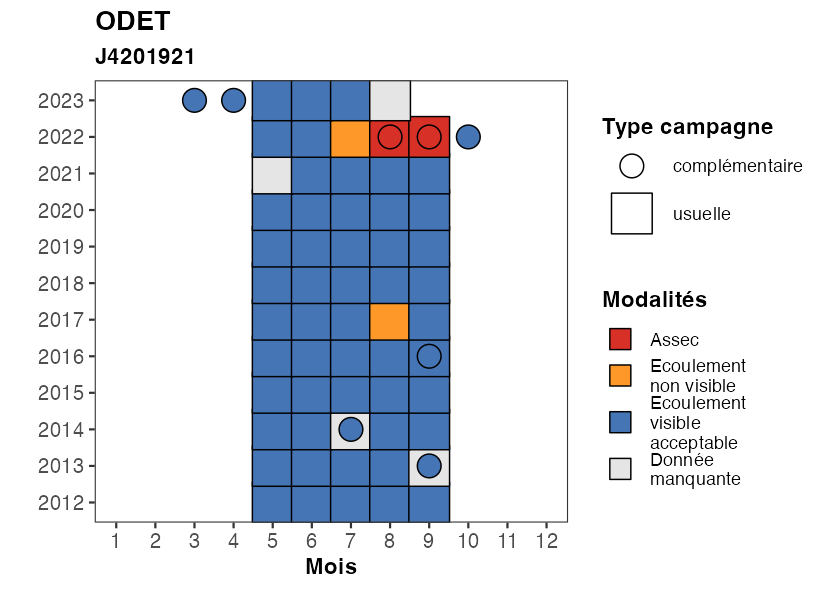 ODET
J4201921
2023
2022
2021
2020
2019
2018
2017
2016
2015
2014
2013
2012
1 2 3 4 5 6 7 8 9 10 11 12
Mois
Type campagne
complémentaire
usuelle
Modalités
Assec
Ecoulement
non visible
Ecoulement
visible
acceptable
Donnée
manquante